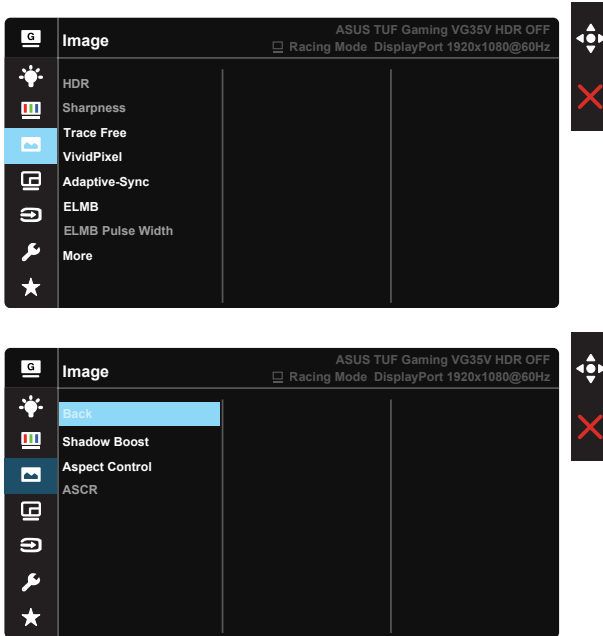 G
Image
ASUS TUF Gaming VG35V HDR OFF
Racing Mode DisplayPort 1920x1080@60Hz
HDR
Sharpness
Trace Free
VividPixel
Adaptive-Sync
ELMB
ELMB Pulse Width
More
G
Image
ASUS TUF Gaming VG35V HDR OFF
Racing Mode DisplayPort 1920x1080@60Hz
Back
Shadow Boost
Aspect Control
ASCR